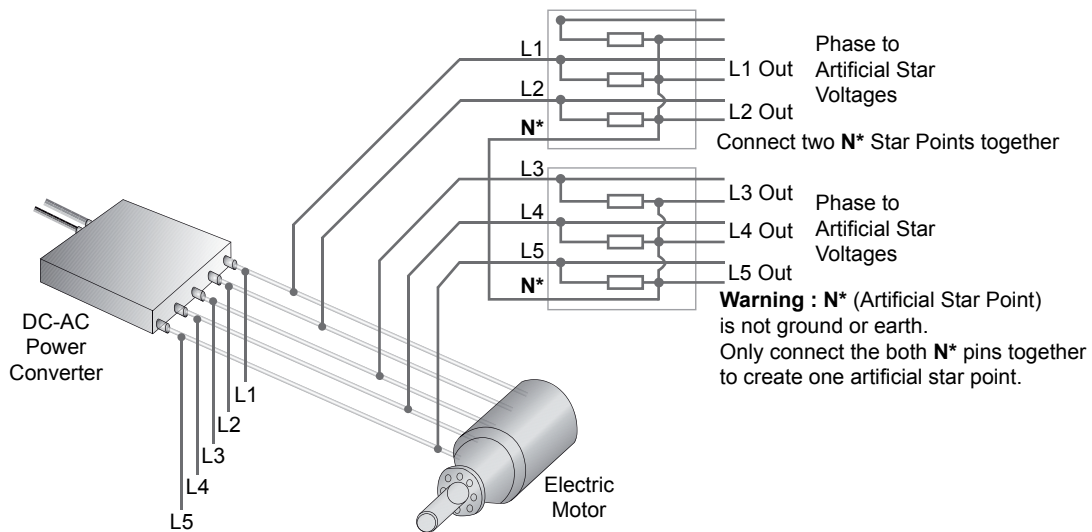 L1
L2
N*
L1 Out
L2 Out
Phase to
Artificial Star
Voltages
Connect two N* Star Points together
L3
L4
L5
N*
L3 Out
L4 Out
L5 Out
Phase to
Artificial Star
Voltages
Warning : N* (Artificial Star Point)
is not ground or earth.
Only connect the both N* pins together
to create one artificial star point.
DC-AC
Power
Converter
L1
L2
L3
L4
L5
Electric
Motor